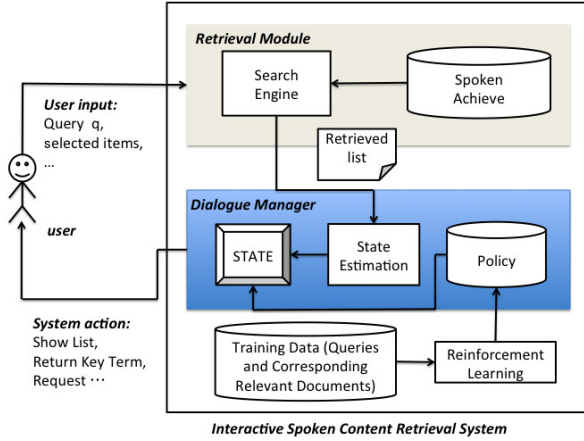 Retrieval Module
Search
Engine
Spoken
Achieve
User input:
Query q,
selected items,
...
Retrieved
list
user
Dialogue Manager
STATE
State
Estimation
Policy
System action:
Show List,
Return Key Term,
Request ⋯
Training Data (Queries
and Corresponding
Relevant Documents)
Reinforcement
Learning
Interactive Spoken Content Retrieval System